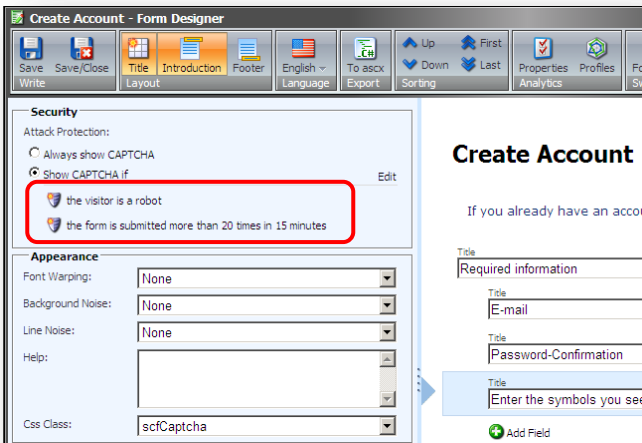 Create Account - Form Designer
Save Save/Close Title Introduction Footer English To ascx Up Down First Last Properties Profiles
Write Layout Language Export Sorting Analytics
Security
Attack Protection:
Always show CAPTCHA
Show CAPTCHA if Edit
the visitor is a robot
the form is submitted more than 20 times in 15 minutes
Appearance
Font Warping: None
Background Noise: None
Line Noise: None
Help:
Css Class: scfCaptcha
Create Account
If you already have an accou
Title
Required information
Title
E-mail
Title
Password-Confirmation
Title
Enter the symbols you see
Add Field